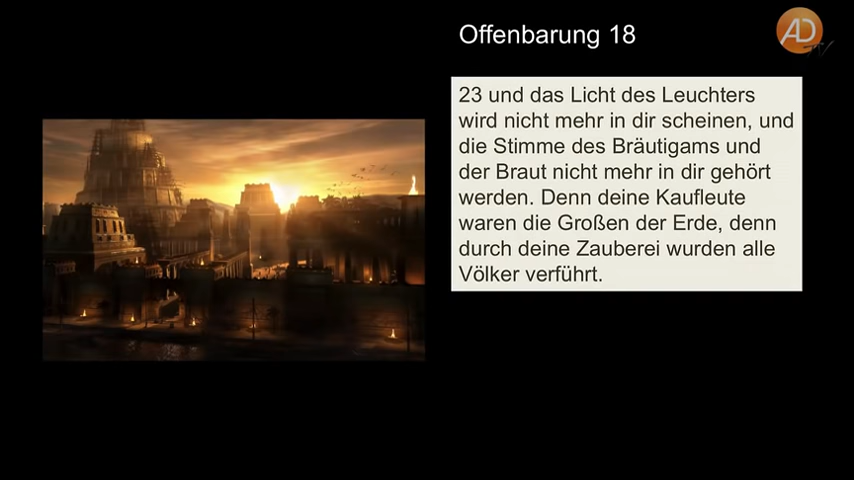 Offenbarung 18
AD
TV
23 und das Licht des Leuchters
wird nicht mehr in dir scheinen, und
die Stimme des Bräutigams und
der Braut nicht mehr in dir gehört
werden. Denn deine Kaufleute
waren die Großen der Erde, denn
durch deine Zauberei wurden alle
Völker verführt.